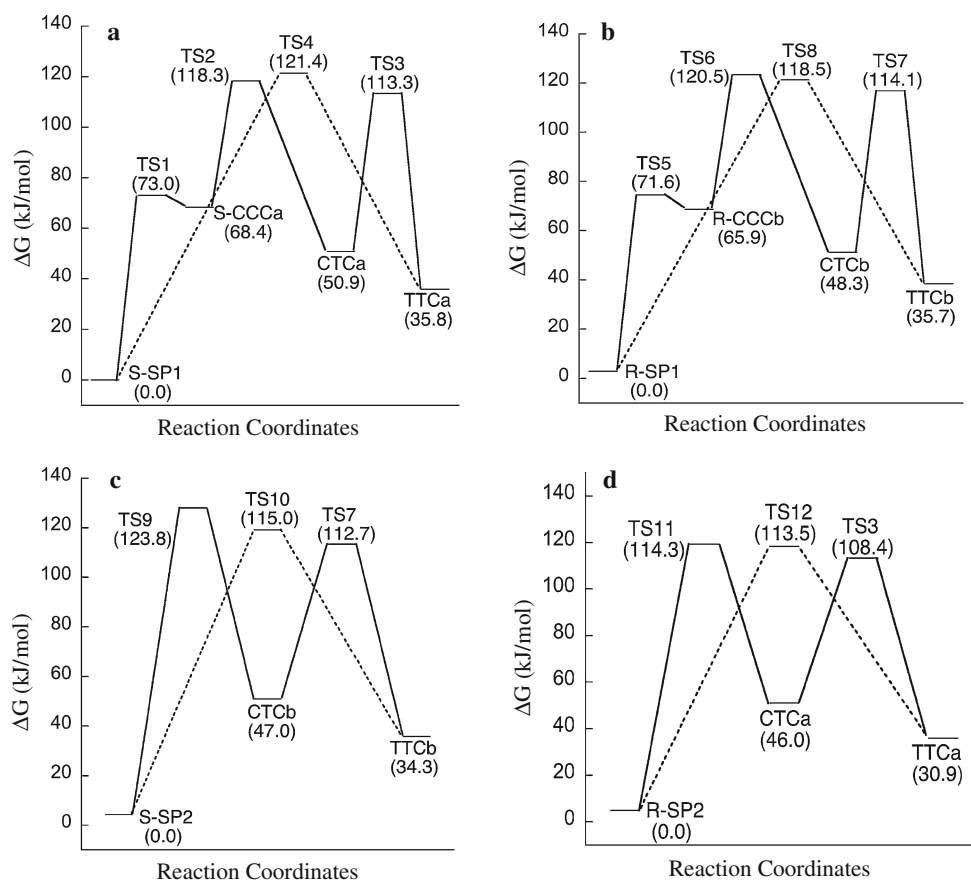 a
140
120
100
80
60
40
20
0
ΔG (kJ/mol)
TS2
(118.3)
TS4
(121.4)
TS3
(113.3)
TS1
(73.0)
S-CCCa
(68.4)
CTCa
(50.9)
TTCa
(35.8)
S-SP1
(0.0)
Reaction Coordinates
b
140
120
100
80
60
40
20
0
ΔG (kJ/mol)
TS6
(120.5)
TS8
(118.5)
TS7
(114.1)
TS5
(71.6)
R-CCCb
(65.9)
CTCb
(48.3)
TTCb
(35.7)
R-SP1
(0.0)
Reaction Coordinates
c
140
120
100
80
60
40
20
0
ΔG (kJ/mol)
TS9
(123.8)
TS10
(115.0)
TS7
(112.7)
CTCb
(47.0)
TTCb
(34.3)
S-SP2
(0.0)
Reaction Coordinates
d
140
120
100
80
60
40
20
0
ΔG (kJ/mol)
TS11
(114.3)
TS12
(113.5)
TS3
(108.4)
CTCa
(46.0)
TTCa
(30.9)
R-SP2
(0.0)
Reaction Coordinates